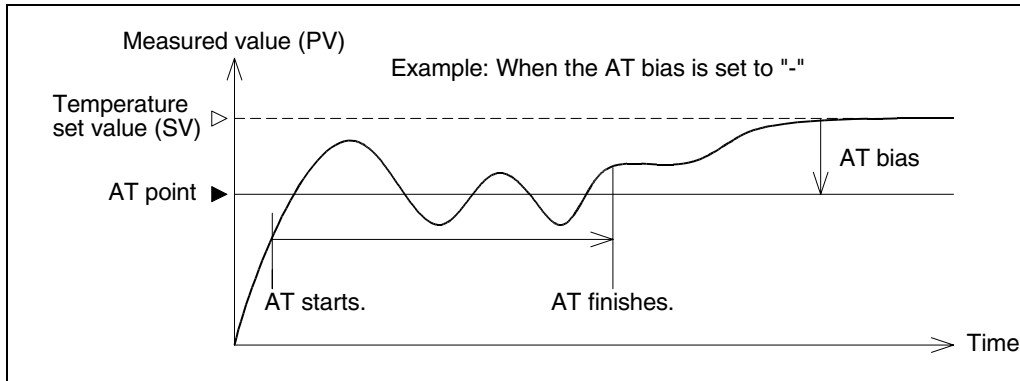 Measured value (PV)
Example: When the AT bias is set to "-"
Temperature
set value (SV)
AT bias
AT point
AT starts.
AT finishes.
Time